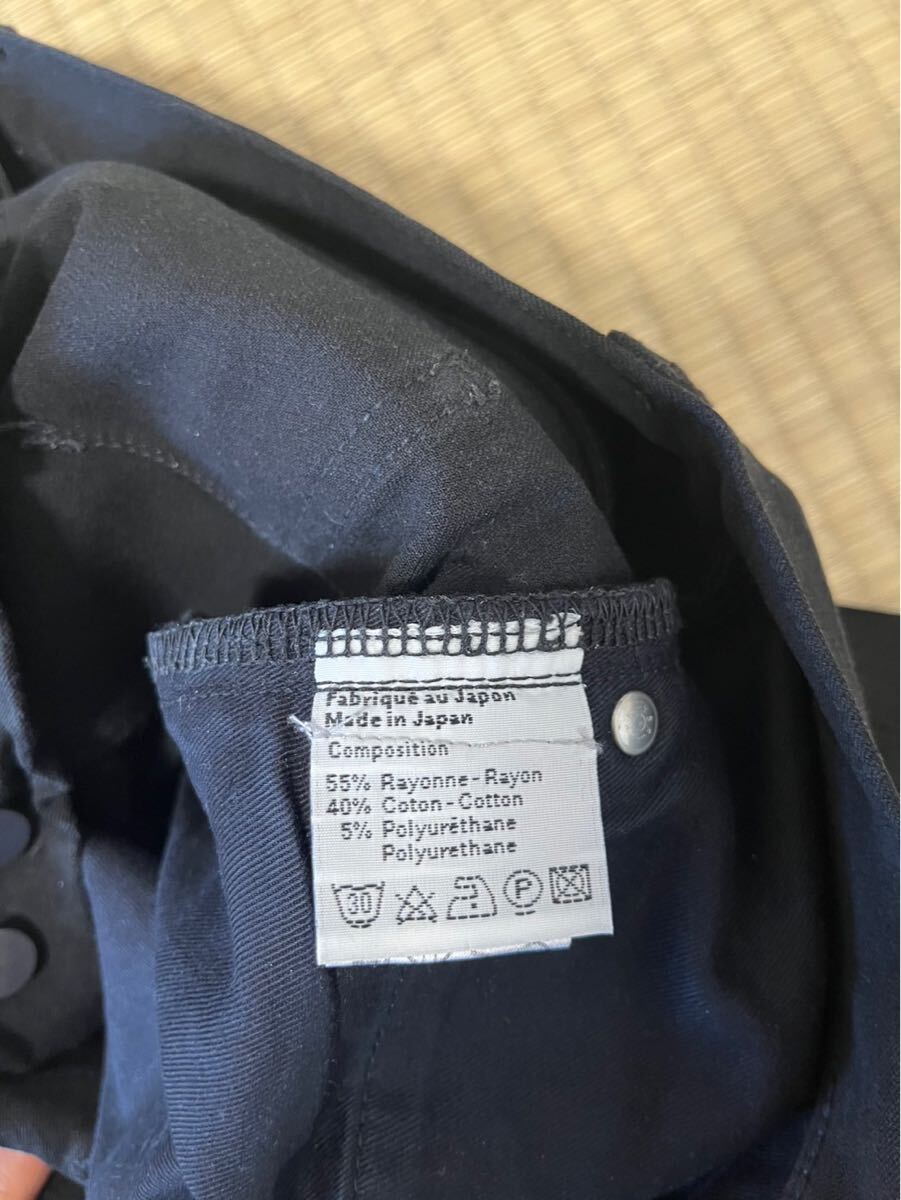 Fabriqué au Japon
Made in Japan
Composition
55% Rayonne-Rayon
40% Coton-Cotton
5% Polyuréthane
Polyurethane
30 P